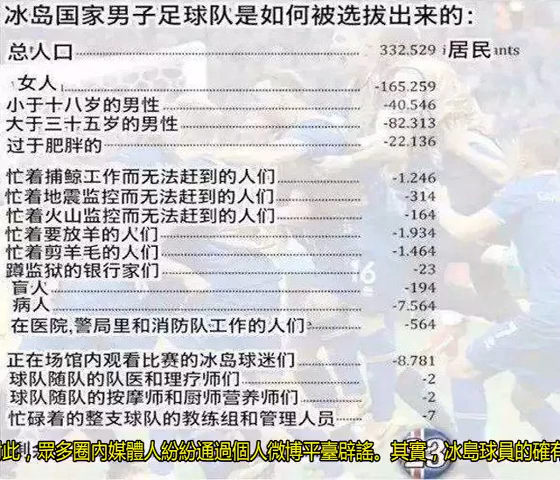 冰岛国家男子足球队是如何被选拔出来的:
总人口 332.529 i居民ants
女人 -165.259
小于十八岁的男性 -40.546
大于三十五岁的男性 -82.313
过于肥胖的 -22.136
忙着捕鲸工作而无法赶到的人们 -1.246
忙着地震监控而无法赶到的人们 -314
忙着火山监控而无法赶到的人们 -164
忙着要放羊的人们 -1.934
忙着剪羊毛的人们 -1.464
蹲监狱的银行家们 -23
盲人 -194
病人 -7.564
在医院,警局里和消防队工作的人们 -564
正在场馆内观看比赛的冰岛球迷们 -8.781
球队随队的队医和理疗师们 -2
球队随队的按摩师和厨师营养师们 -2
忙碌着的整支球队的教练组和管理人员 -7
23
此，眾多圈內媒體人紛紛通過個人微博平臺辟謠。其實，冰島球員的確有